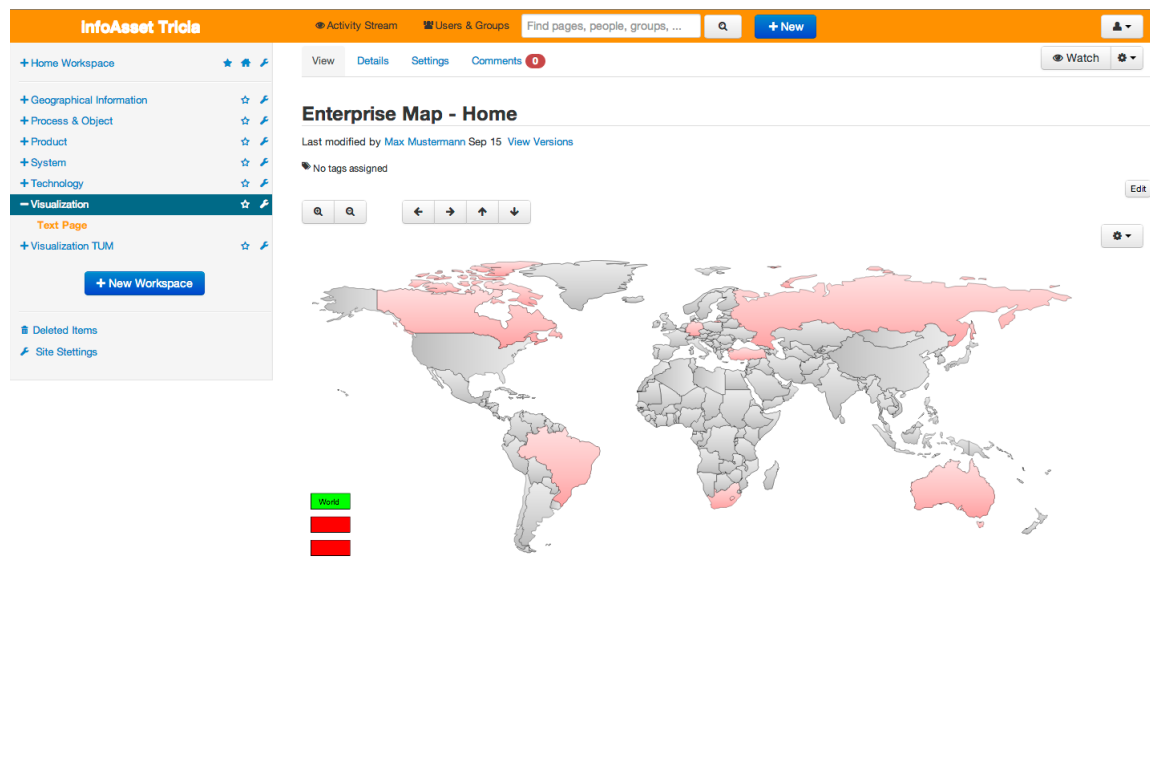 InfoAsset Tricia
Activity Stream Users & Groups Find pages, people, groups, ... + New
+ Home Workspace
+ Geographical Information
+ Process & Object
+ Product
+ System
+ Technology
− Visualization
Text Page
+ Visualization TUM
+ New Workspace
Deleted Items
Site Stettings
View Details Settings Comments 0 Watch
Enterprise Map - Home
Last modified by Max Mustermann Sep 15 View Versions
No tags assigned
Edit
World